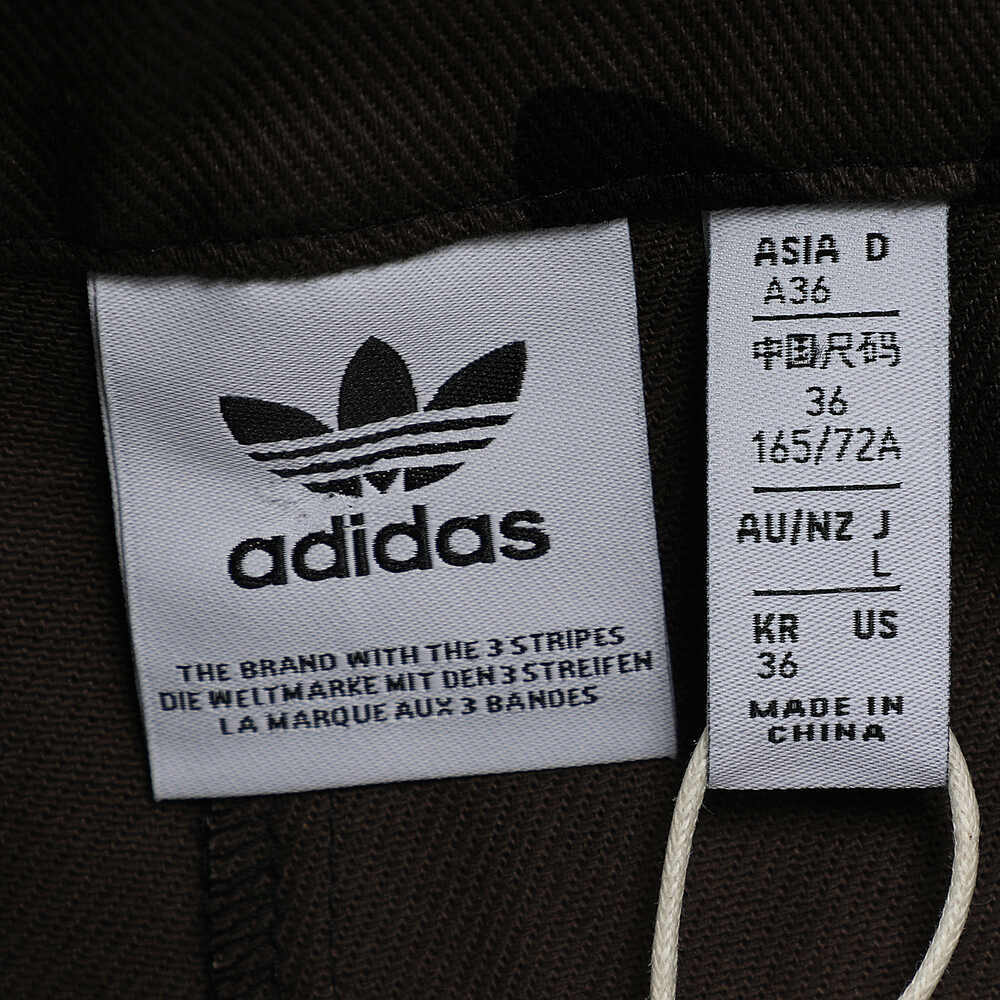 adidas
THE BRAND WITH THE 3 STRIPES
DIE WELTMARKE MIT DEN 3 STREIFEN
LA MARQUE AUX 3 BANDES
ASIA D
A36
中国尺码
36
165/72A
AU/NZ J
L
KR US
36
MADE IN
CHINA